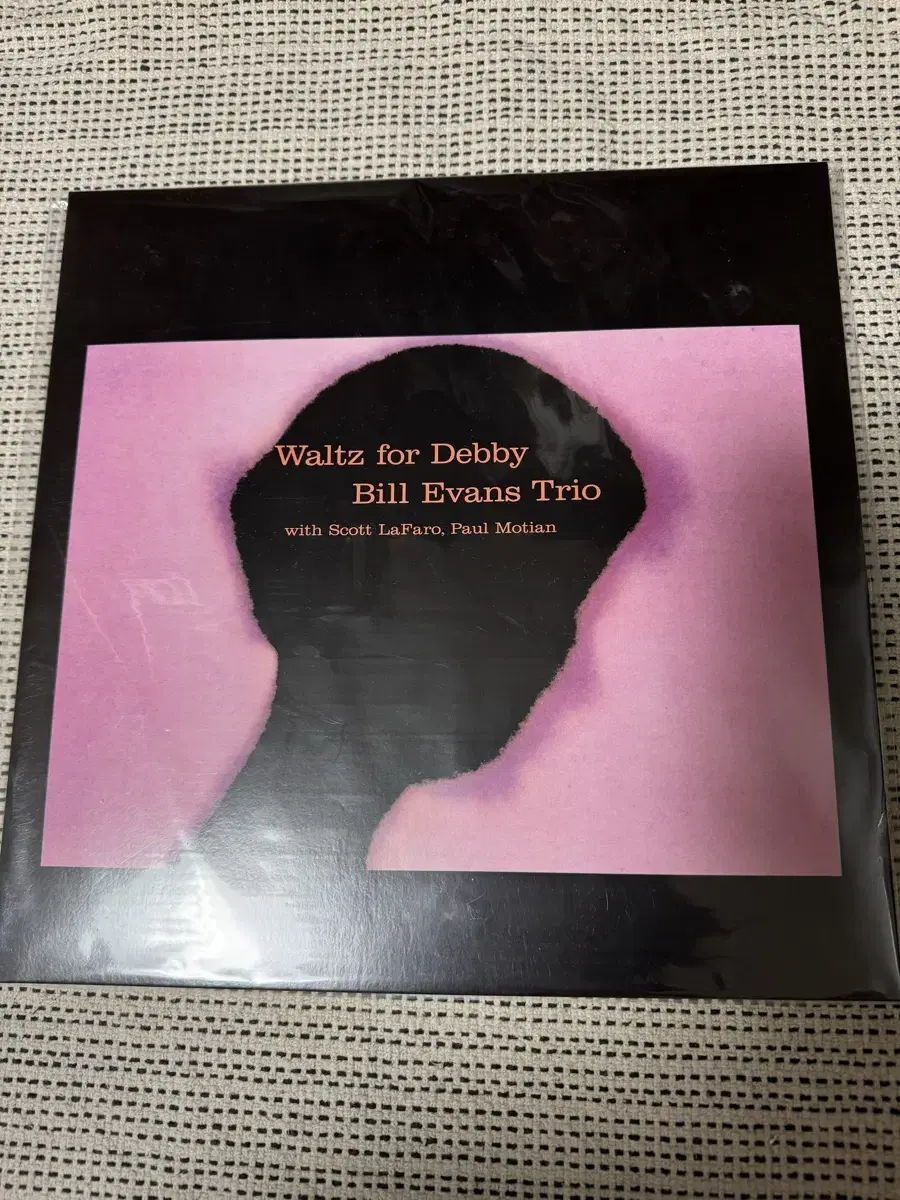 Waltz for Debby
Bill Evans Trio
with Scott LaFaro, Paul Motian